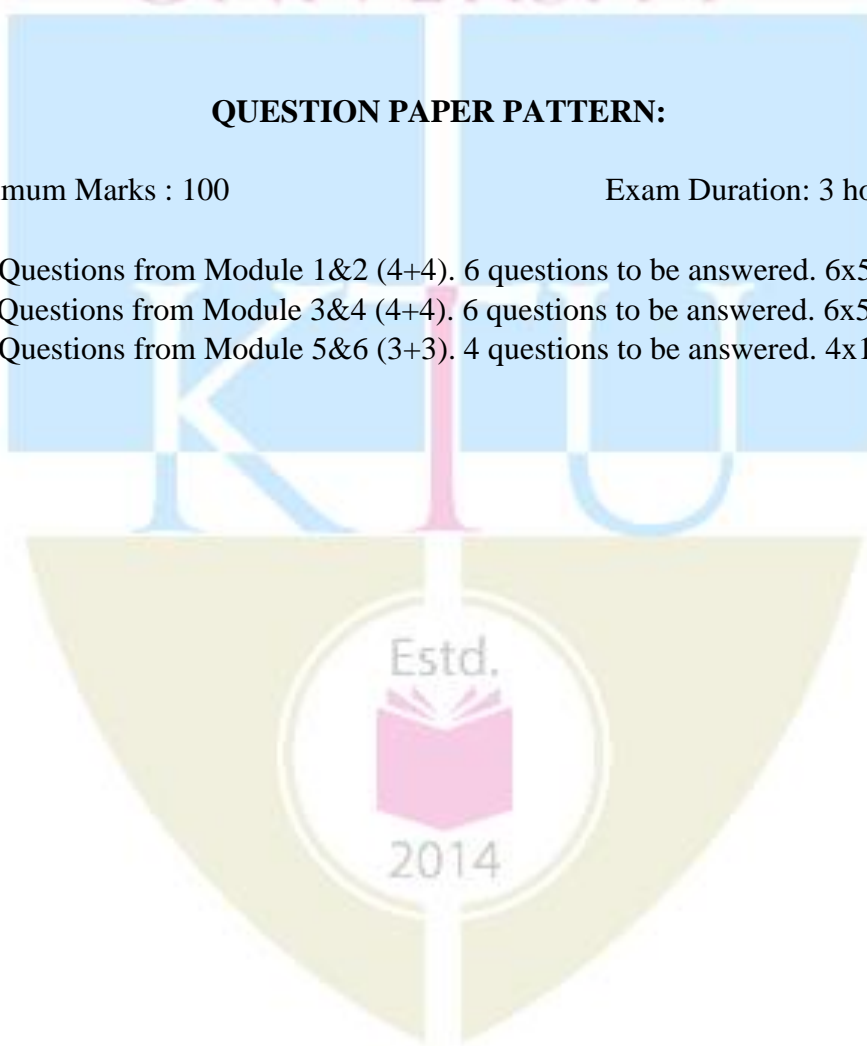 QUESTION PAPER PATTERN:
mum Marks : 100 Exam Duration: 3 ho
Questions from Module 1&2 (4+4). 6 questions to be answered. 6x5
Questions from Module 3&4 (4+4). 6 questions to be answered. 6x5
Questions from Module 5&6 (3+3). 4 questions to be answered. 4x1
KTU
Estd.
2014